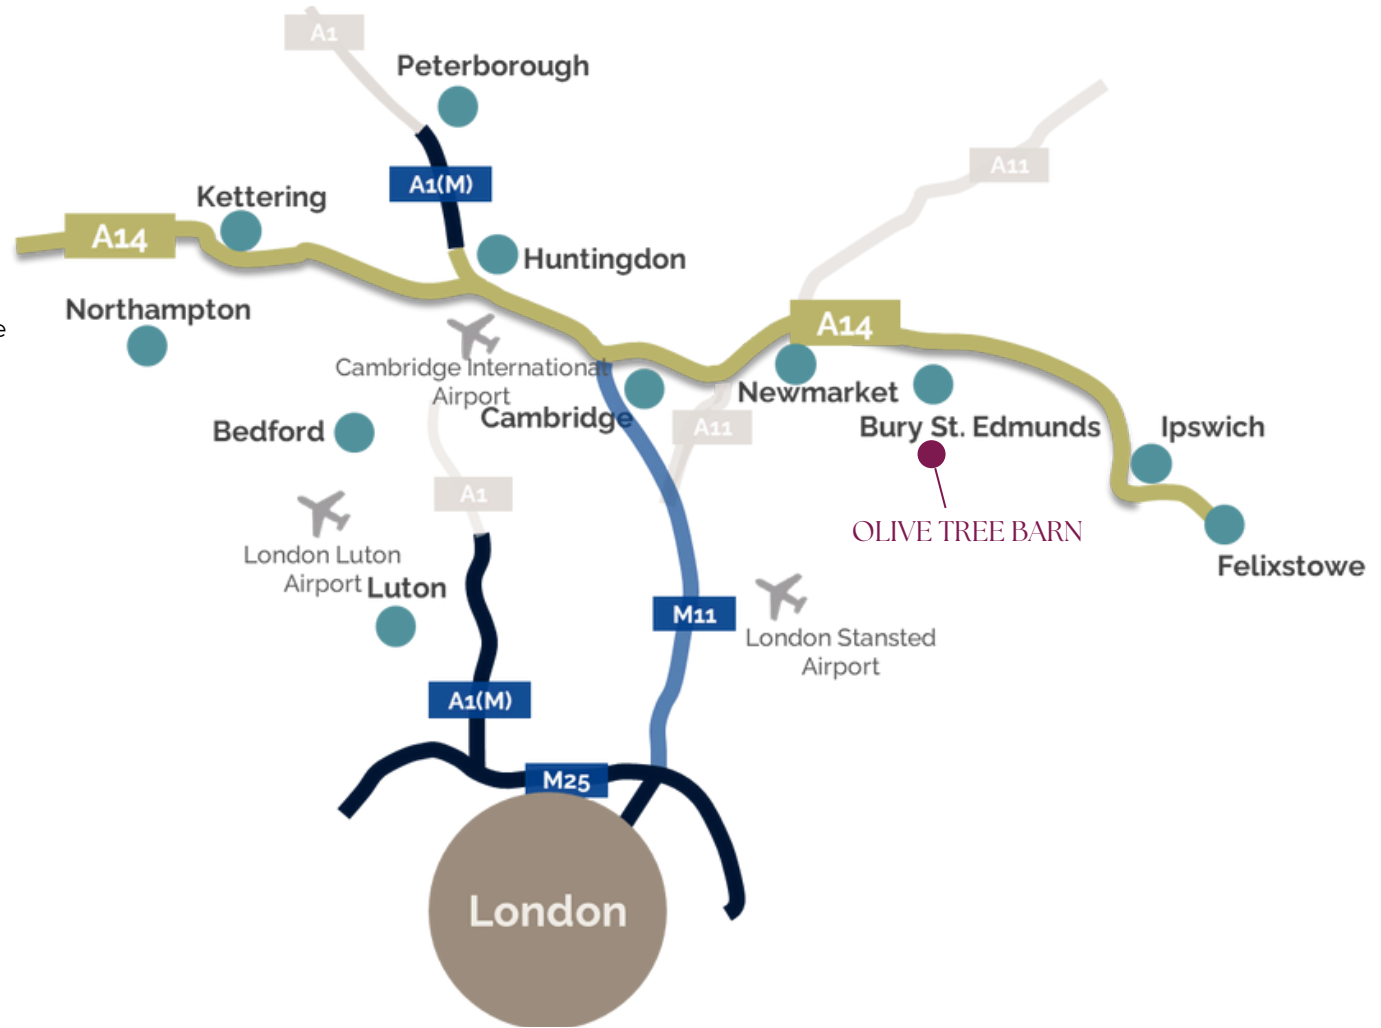 A1
Peterborough
A11
A1(M)
Kettering
A14
Huntingdon
Northampton
e
A14
Cambridge International
Airport
Cambridge
Newmarket
A11
Bury St. Edmunds
Ipswich
Bedford
A1
OLIVE TREE BARN
London Luton
Airport
Luton
Felixstowe
M11
London Stansted
Airport
A1(M)
M25
London